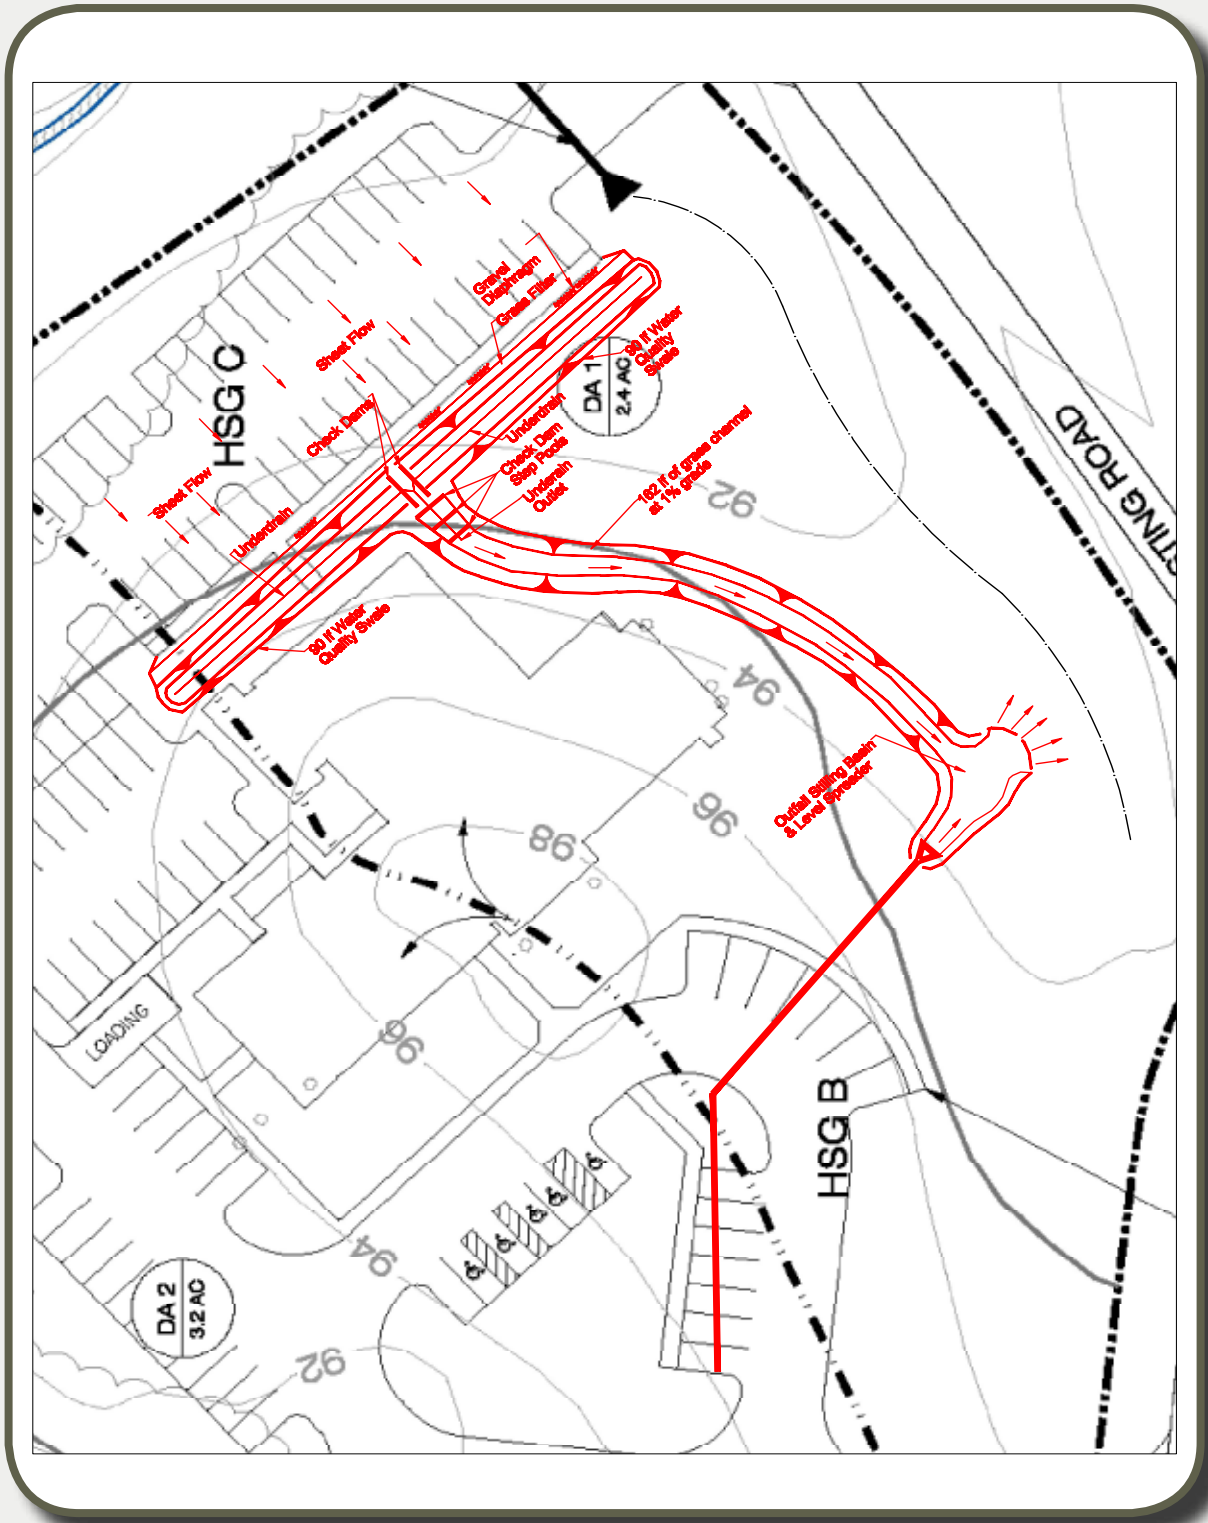 Gravel
Diaphragm
Grass Filter
Sheet Flow
90 lf Water
Quality
Swale
HSG C
DA 1
2.4 AC
Check Dams
Underdrain
Check Dam
Step Pools
Underain
Outlet
162 lf of grass channel
at 1% grade
92
STING ROAD
Sheet Flow
Underdrain
90 lf Water
Quality Swale
94
Outfall Stilling Basin
& Level Spreader
96
98
LOADING
96
HSG B
94
DA 2
3.2 AC
92